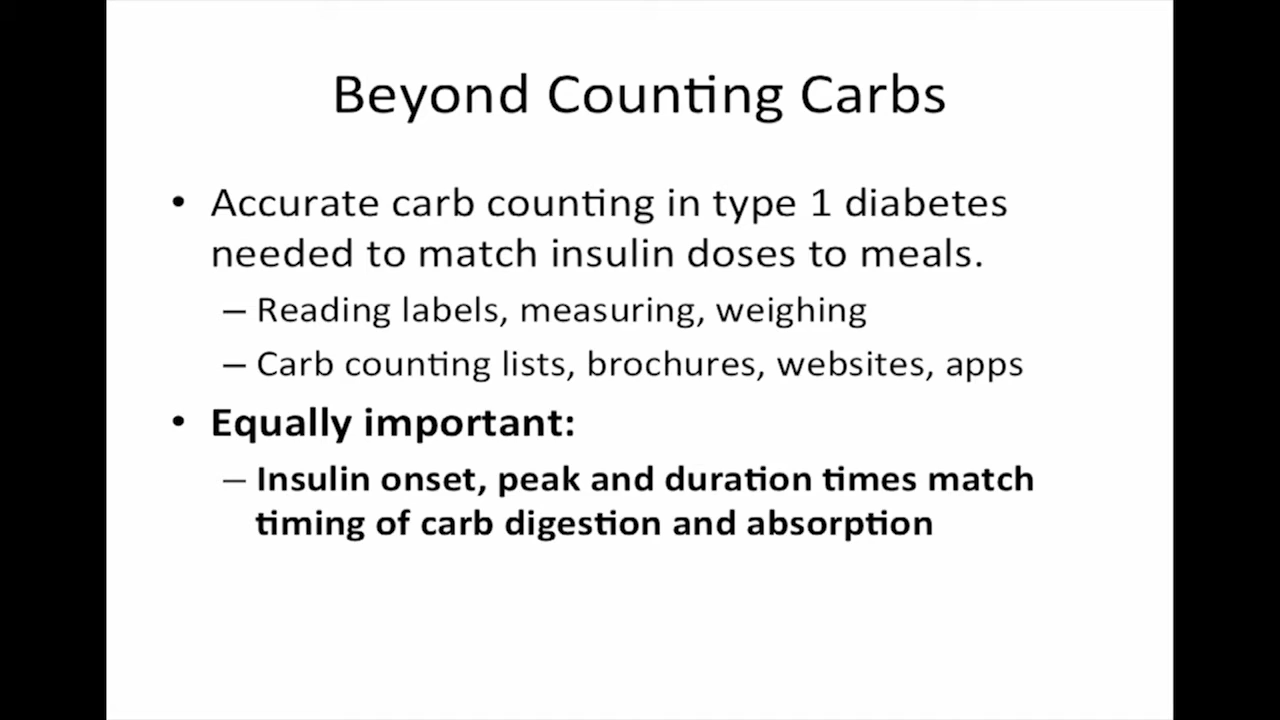 Beyond Counting Carbs
• Accurate carb counting in type 1 diabetes
needed to match insulin doses to meals.
– Reading labels, measuring, weighing
– Carb counting lists, brochures, websites, apps
• Equally important:
– Insulin onset, peak and duration times match
timing of carb digestion and absorption